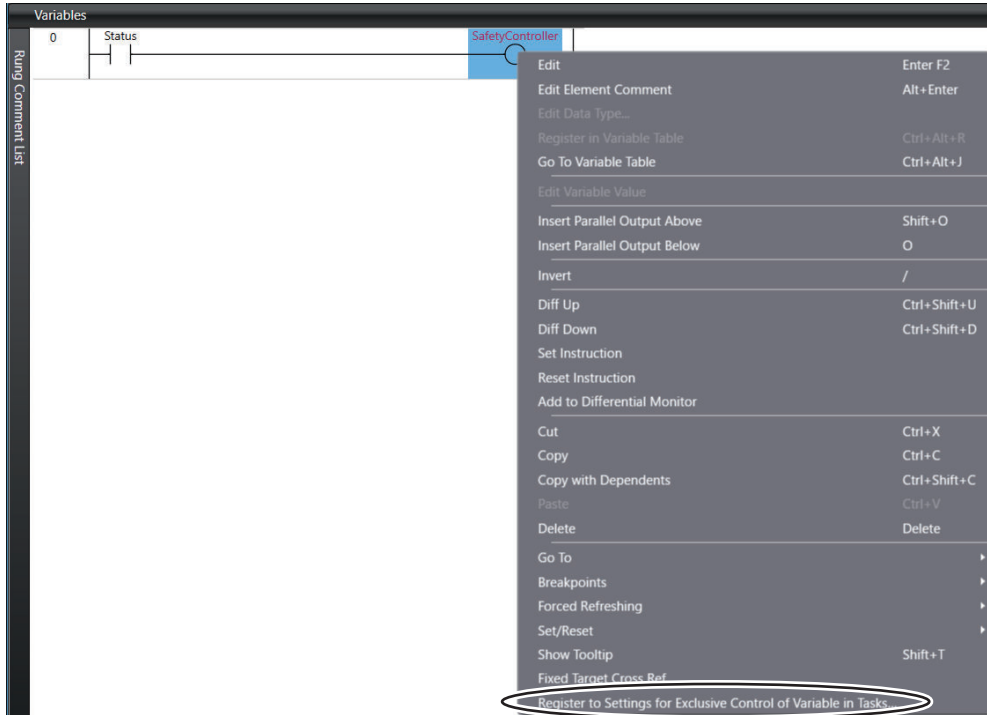 Variables
Rung Comment List
0 Status SafetyController
Edit Enter F2
Edit Element Comment Alt+Enter
Edit Data Type...
Register in Variable Table Ctrl+Alt+R
Go To Variable Table Ctrl+Alt+J
Edit Variable Value
Insert Parallel Output Above Shift+O
Insert Parallel Output Below O
Invert /
Diff Up Ctrl+Shift+U
Diff Down Ctrl+Shift+D
Set Instruction
Reset Instruction
Add to Differential Monitor
Cut Ctrl+X
Copy Ctrl+C
Copy with Dependents Ctrl+Shift+C
Paste Ctrl+V
Delete Delete
Go To
Breakpoints
Forced Refreshing
Set/Reset
Show Tooltip Shift+T
Fixed Target Cross Ref
Register to Settings for Exclusive Control of Variable in Tasks...